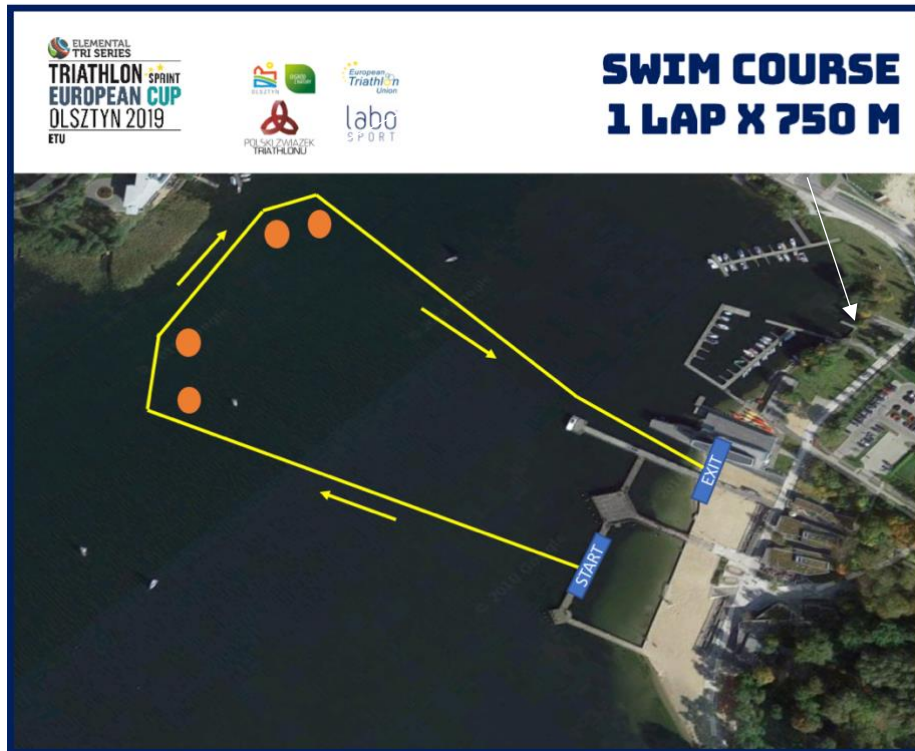 ELEMENTAL
TRI SERIES
TRIATHLON SPRINT
EUROPEAN CUP
OLSZTYN 2019
ETU
OLSZTYN
European
Triathlon
Union
POLSKI ZWIĄZEK
TRIATHLONU
labo
SPORT
SWIM COURSE
1 LAP X 750 M
EXIT
START